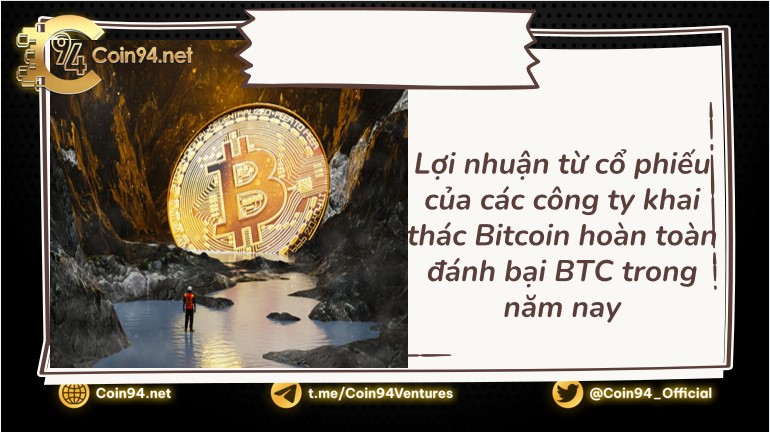 94
Coin94.net
Lợi nhuận từ cổ phiếu
của các công ty khai
thác Bitcoin hoàn toàn
đánh bại BTC trong
năm nay
Coin94.net
t.me/Coin94Ventures
@Coin94_Official